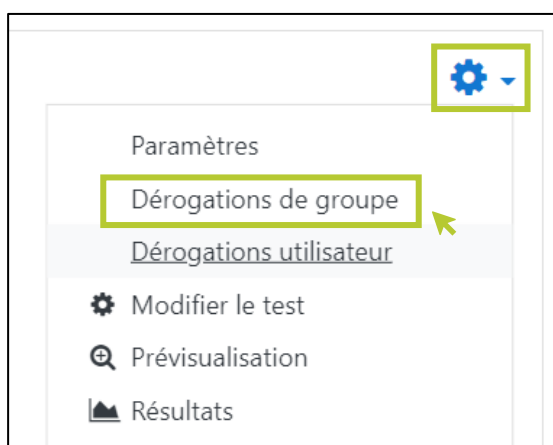 Paramètres
Dérogations de groupe
Dérogations utilisateur
Modifier le test
Prévisualisation
Résultats